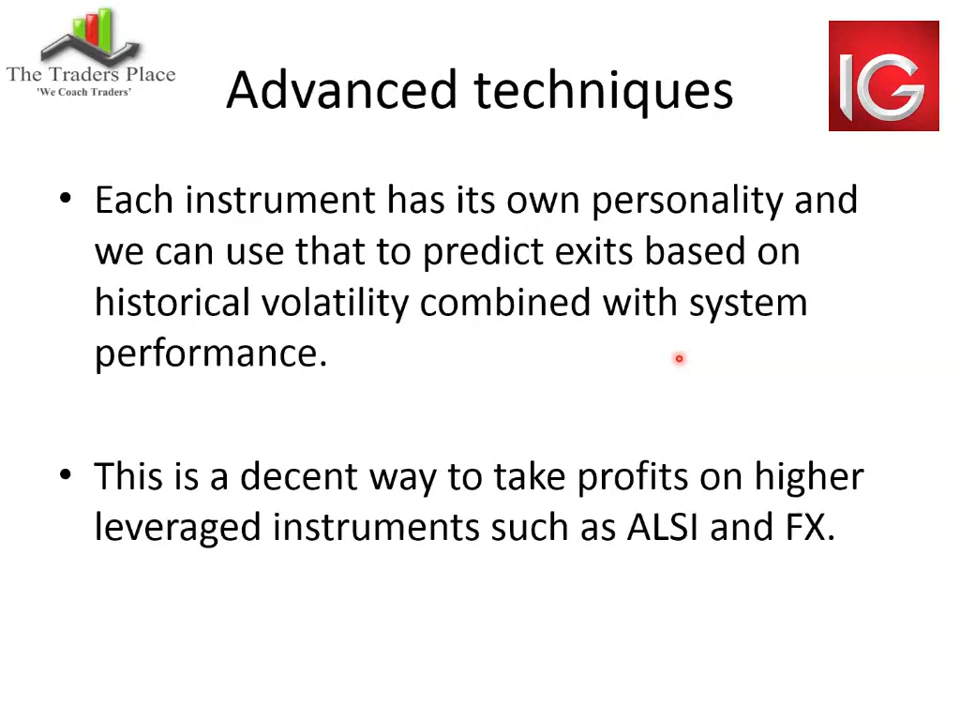 The Traders Place
'We Coach Traders'
IG
Advanced techniques
• Each instrument has its own personality and
we can use that to predict exits based on
historical volatility combined with system
performance.
• This is a decent way to take profits on higher
leveraged instruments such as ALSI and FX.